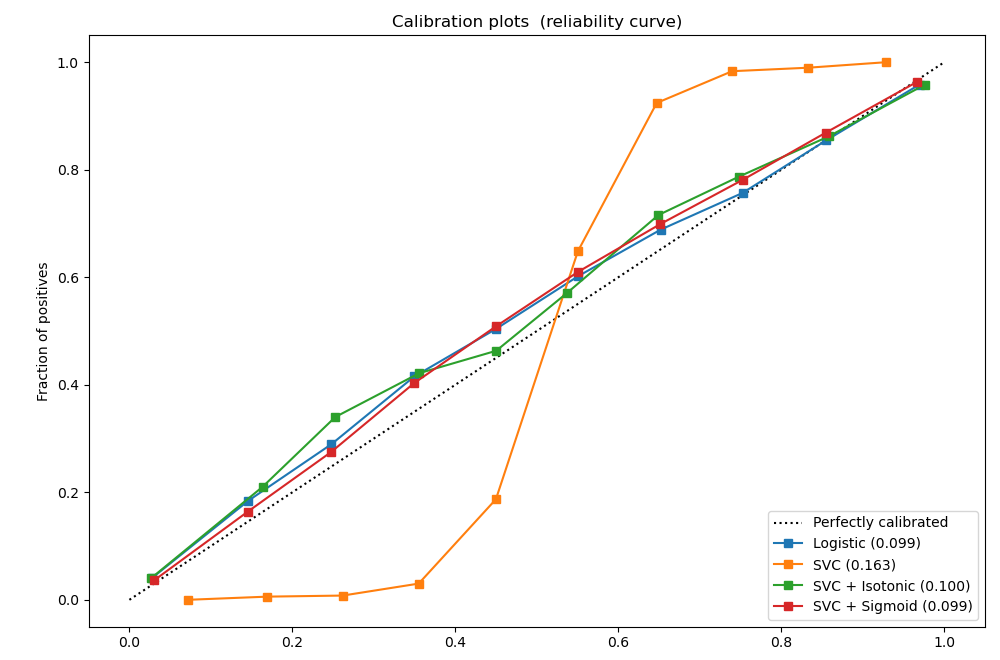 Calibration plots  (reliability curve)
Fraction of positives
1.0
0.8
0.6
0.4
0.2
0.0
0.0 0.2 0.4 0.6 0.8 1.0
Perfectly calibrated
Logistic (0.099)
SVC (0.163)
SVC + Isotonic (0.100)
SVC + Sigmoid (0.099)